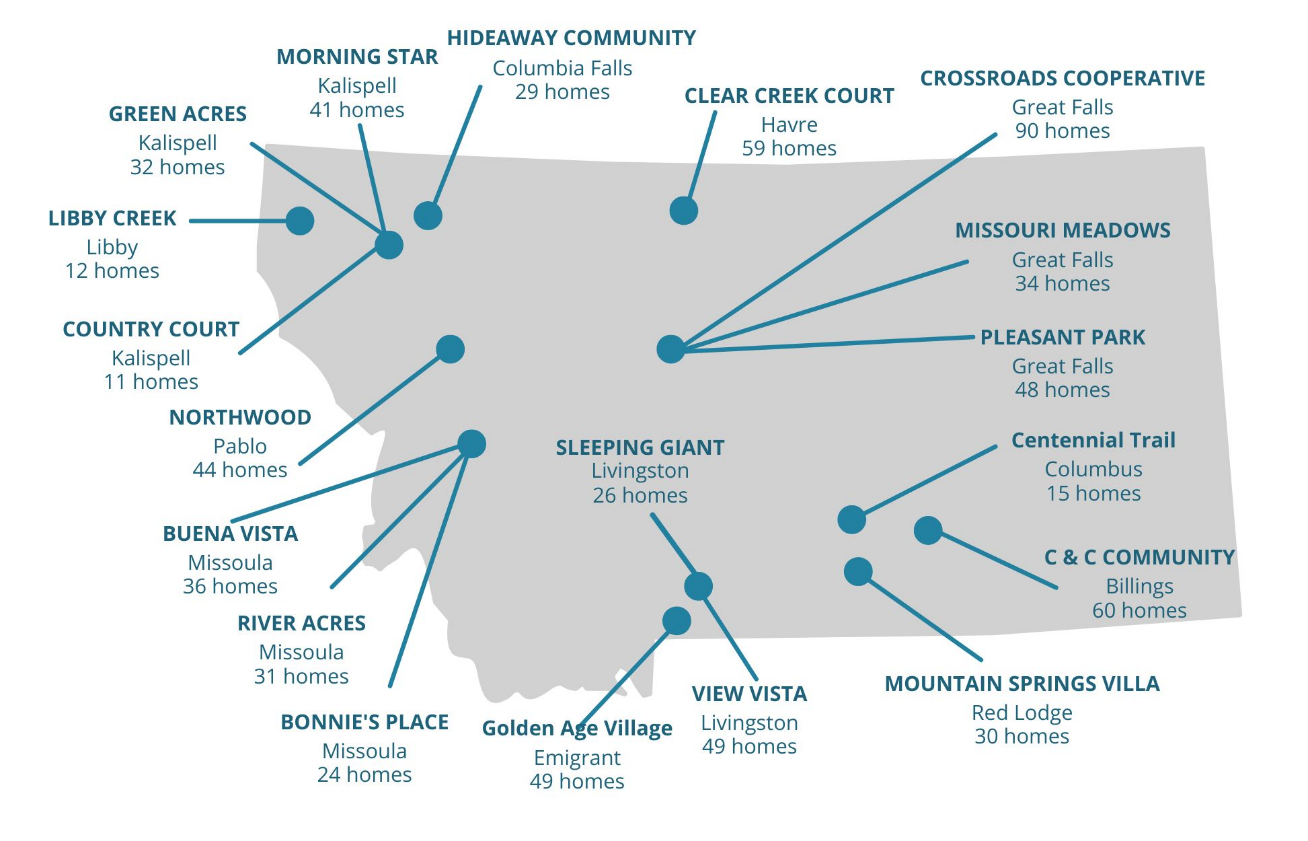 HIDEAWAY COMMUNITY
Columbia Falls
29 homes
MORNING STAR
Kalispell
41 homes
GREEN ACRES
Kalispell
32 homes
LIBBY CREEK
Libby
12 homes
COUNTRY COURT
Kalispell
11 homes
NORTHWOOD
Pablo
44 homes
BUENA VISTA
Missoula
36 homes
RIVER ACRES
Missoula
31 homes
BONNIE'S PLACE
Missoula
24 homes
CLEAR CREEK COURT
Havre
59 homes
CROSSROADS COOPERATIVE
Great Falls
90 homes
MISSOURI MEADOWS
Great Falls
34 homes
PLEASANT PARK
Great Falls
48 homes
SLEEPING GIANT
Livingston
26 homes
Centennial Trail
Columbus
15 homes
C & C COMMUNITY
Billings
60 homes
MOUNTAIN SPRINGS VILLA
Red Lodge
30 homes
VIEW VISTA
Livingston
49 homes
Golden Age Village
Emigrant
49 homes